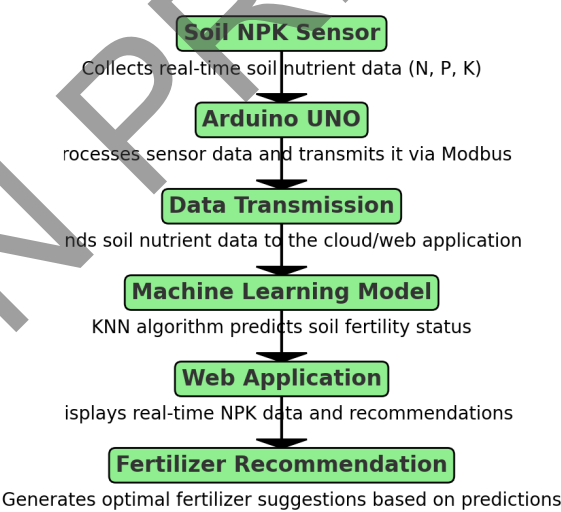 Soil NPK Sensor
Collects real-time soil nutrient data (N, P, K)
Arduino UNO
rocesses sensor data and transmits it via Modbus
Data Transmission
nds soil nutrient data to the cloud/web application
Machine Learning Model
KNN algorithm predicts soil fertility status
Web Application
isplays real-time NPK data and recommendations
Fertilizer Recommendation
Generates optimal fertilizer suggestions based on predictions